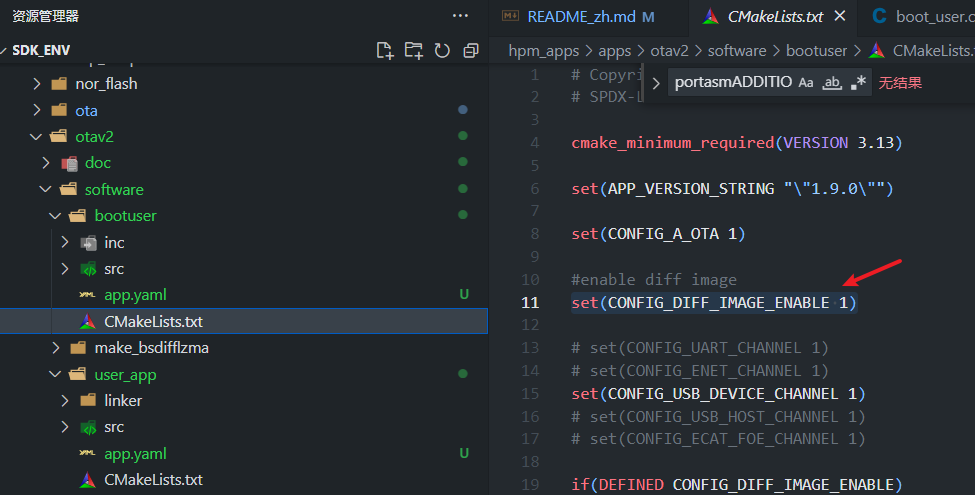 资源管理器
SDK_ENV
nor_flash
ota
otav2
doc
software
bootuser
inc
src
app.yaml U
CMakeLists.txt
make_bsdifflzma
user_app
linker
src
app.yaml U
CMakeLists.txt
README_zh.md M
CMakeLists.txt
boot_user.c
hpm_apps > apps > otav2 > software > bootuser > CMakeLists.
portasmADDITIO Aa ab .* 无结果
1 # Copyri
2 # SPDX-L
3
4 cmake_minimum_required(VERSION 3.13)
5
6 set(APP_VERSION_STRING "\"1.9.0\"")
7
8 set(CONFIG_A_OTA 1)
9
10 #enable diff image
11 set(CONFIG_DIFF_IMAGE_ENABLE 1)
12
13 # set(CONFIG_UART_CHANNEL 1)
14 # set(CONFIG_ENET_CHANNEL 1)
15 set(CONFIG_USB_DEVICE_CHANNEL 1)
16 # set(CONFIG_USB_HOST_CHANNEL 1)
17 # set(CONFIG_ECAT_FOE_CHANNEL 1)
18
19 if(DEFINED CONFIG_DIFF_IMAGE_ENABLE)